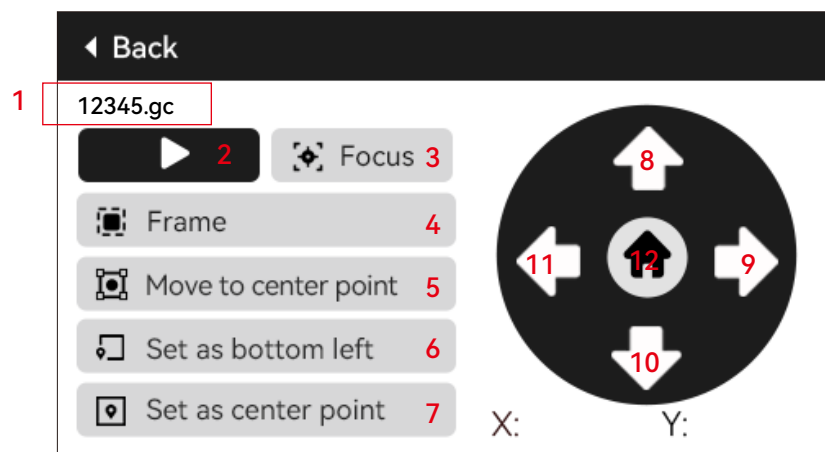 Back
1
12345.gc
2
Focus 3
Frame 4
Move to center point 5
Set as bottom left 6
Set as center point 7
8
11 12 9
10
X: Y: